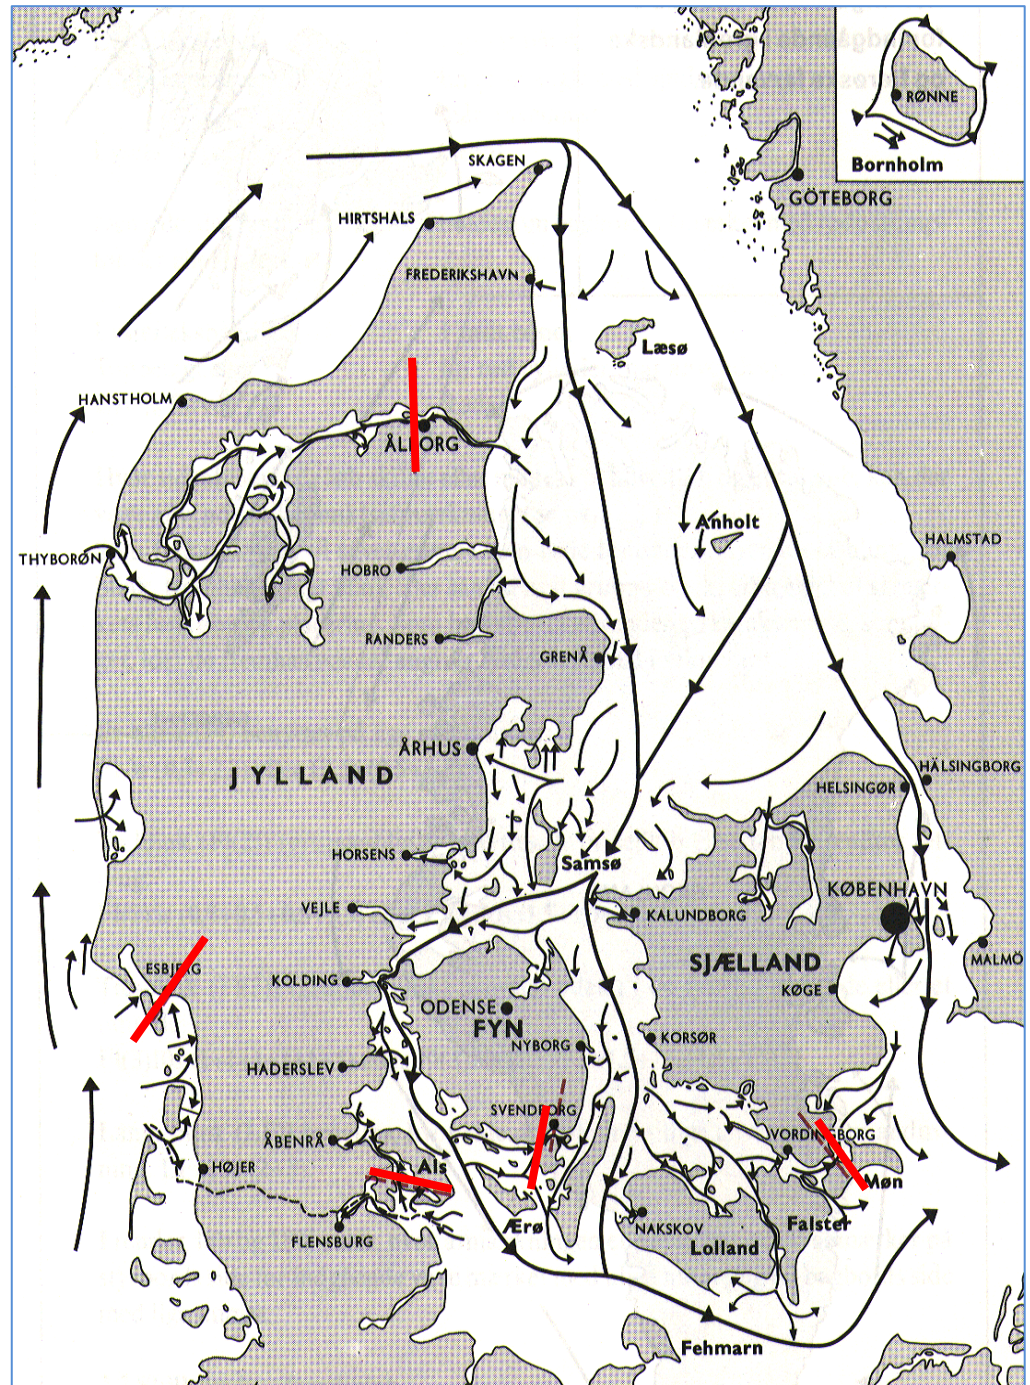 SKAGEN
RØNNE
Bornholm
GÖTEBORG
HIRTSHALS
FREDERIKSHAVN
Læsø
HANSTHOLM
ÅLBORG
Anholt
HALMSTAD
THYBORØN
HOBRO
RANDERS
GRENÅ
ÅRHUS
JYLLAND
HÄLSINGBORG
HELSINGØR
HORSENS
Samsø
KØBENHAVN
VEJLE
KALUNDBORG
MALMÖ
SJÆLLAND
ESBJERG
KOLDING
KØGE
ODENSE
FYN
NYBORG
KORSØR
HADERSLEV
SVENDBORG
ÅBENRÅ
VORDINGBORG
HØJER
Als
Møn
Ærø
NAKSKOV
Falster
FLENSBURG
Lolland
Fehmarn